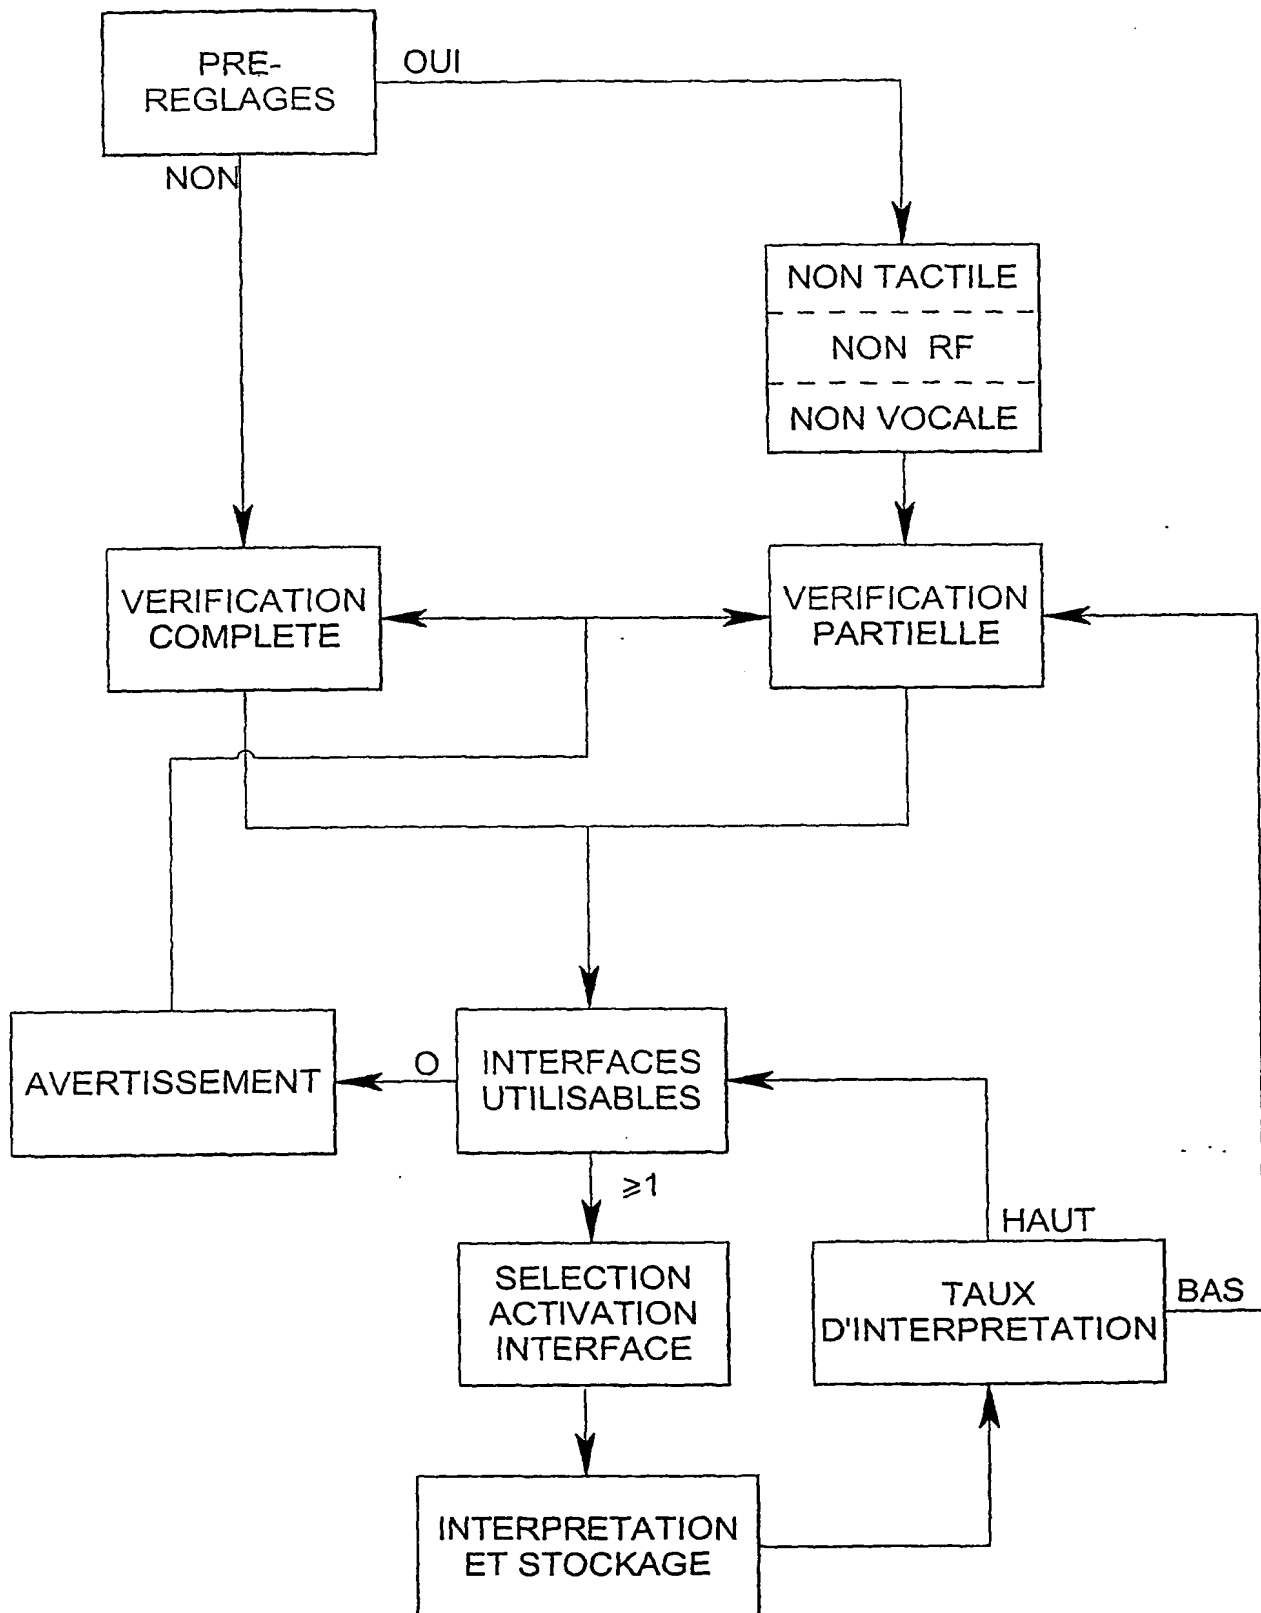 PRE-
REGLAGES
OUI
NON
NON TACTILE
NON RF
NON VOCALE
VERIFICATION
COMPLETE
VERIFICATION
PARTIELLE
AVERTISSEMENT
O
INTERFACES
UTILISABLES
≥1
HAUT
SELECTION
ACTIVATION
INTERFACE
TAUX
D'INTERPRETATION
BAS
INTERPRETATION
ET STOCKAGE